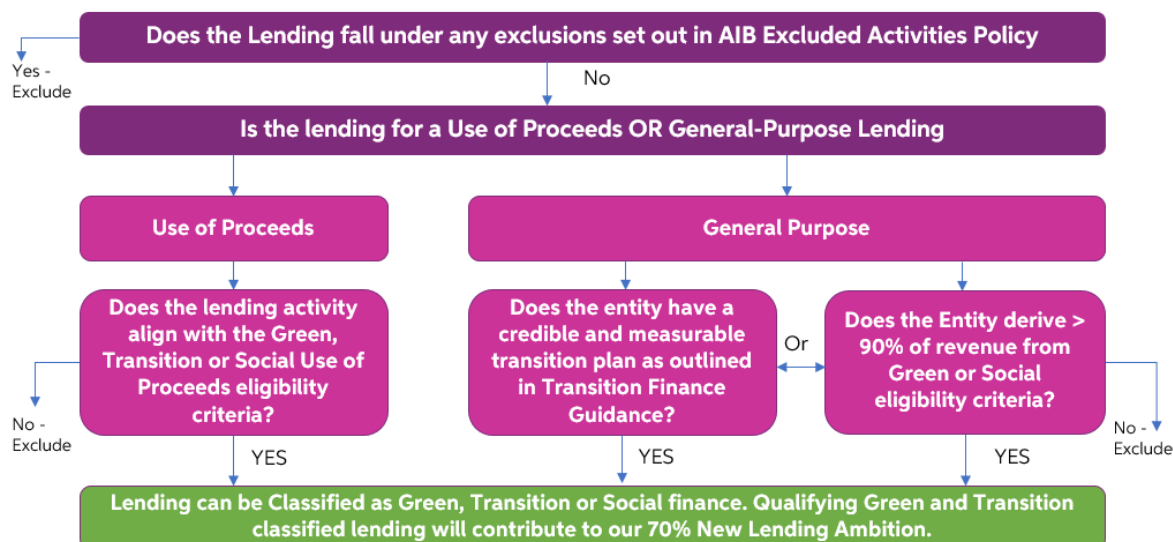 Does the Lending fall under any exclusions set out in AIB Excluded Activities Policy
Yes -
Exclude
No
Is the lending for a Use of Proceeds OR General-Purpose Lending
Use of Proceeds
General Purpose
Does the lending activity
align with the Green,
Transition or Social Use of
Proceeds eligibility
criteria?
Does the entity have a
credible and measurable
transition plan as outlined
in Transition Finance
Guidance?
Or
Does the Entity derive >
90% of revenue from
Green or Social
eligibility criteria?
No -
Exclude
No -
Exclude
YES
YES
YES
Lending can be Classified as Green, Transition or Social finance. Qualifying Green and Transition
classified lending will contribute to our 70% New Lending Ambition.